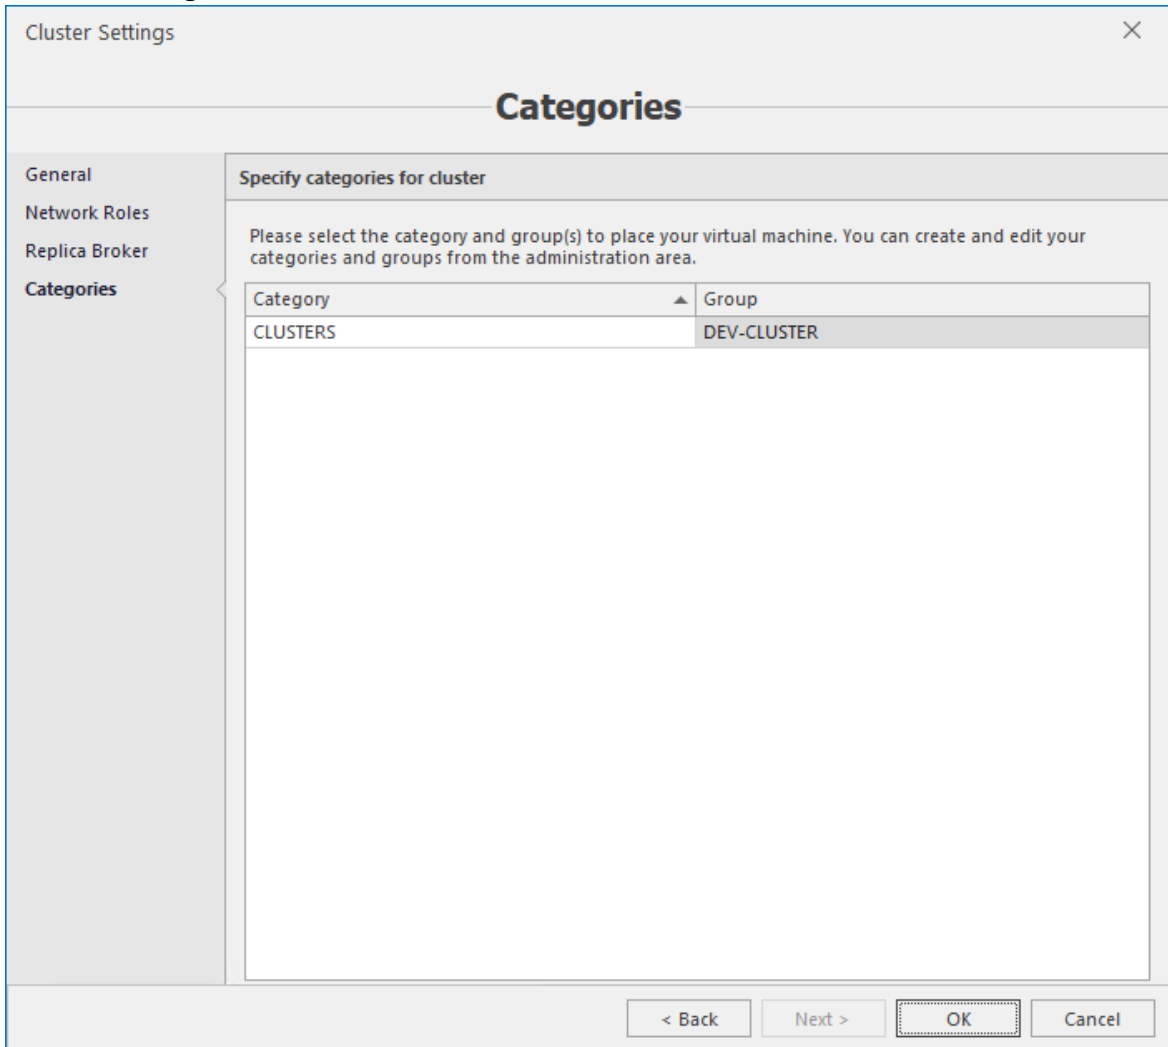 Cluster Settings
Categories
General
Network Roles
Replica Broker
Categories
Specify categories for cluster
Please select the category and group(s) to place your virtual machine. You can create and edit your
categories and groups from the administration area.
Category Group
CLUSTERS DEV-CLUSTER
< Back Next > OK Cancel